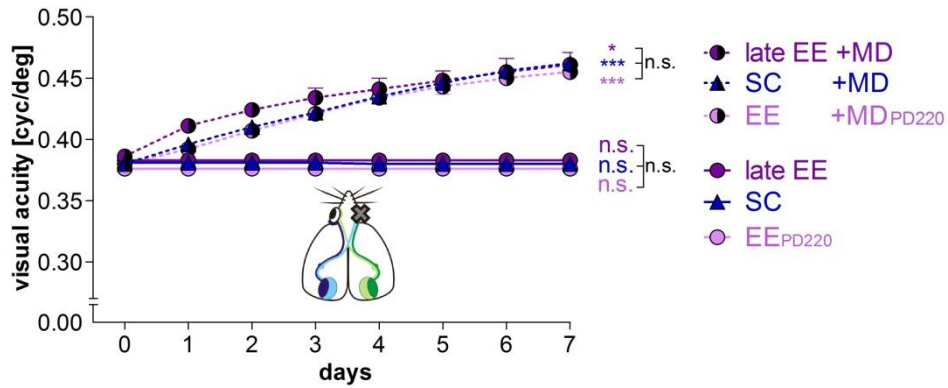 0.50
0.45
0.40
0.35
0.30
0.00
visual acuity [cyc/deg]
0 1 2 3 4 5 6 7
days
*
***
***
n.s.
n.s.
n.s.
n.s.
n.s.
late EE +MD
SC +MD
EE +MDPD220
late EE
SC
EEPD220